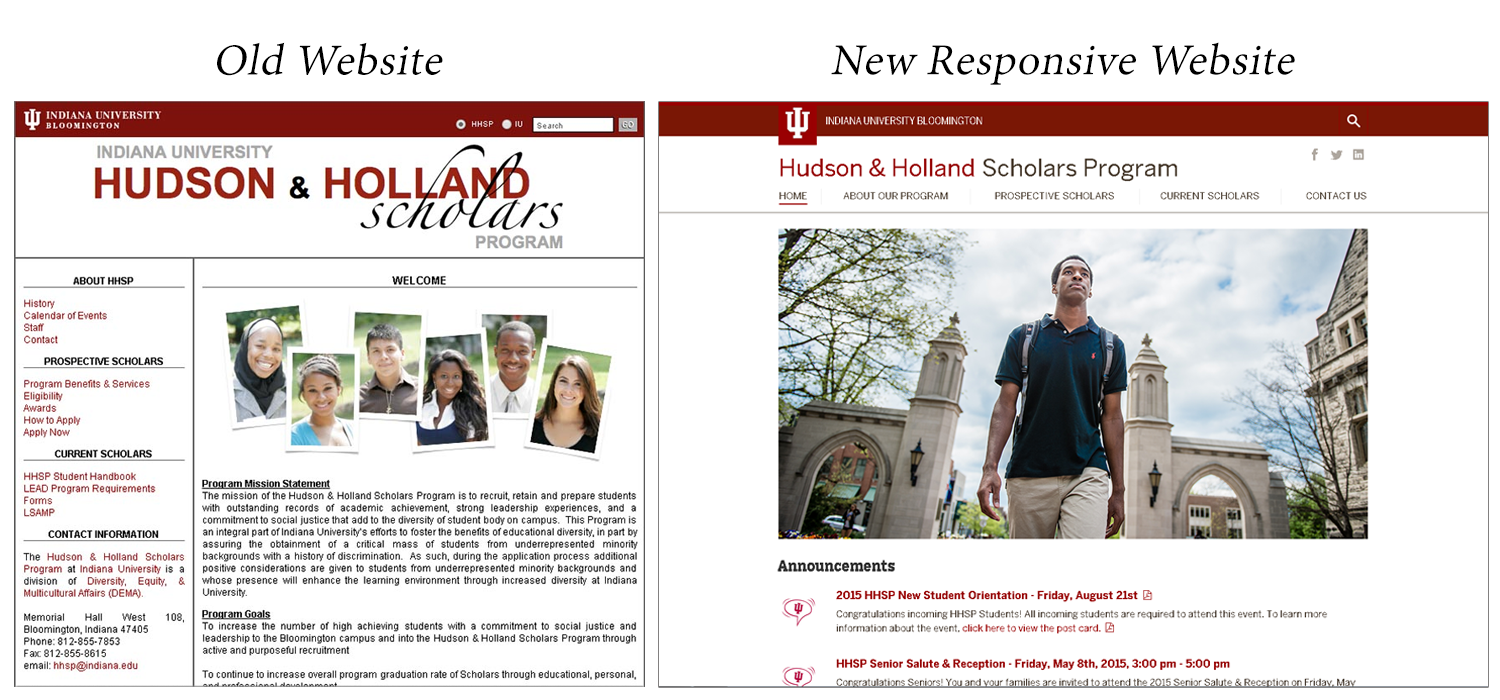 Old Website
New Responsive Website
INDIANA UNIVERSITY
BLOOMINGTON
HHSP IU Search GO
INDIANA UNIVERSITY
HUDSON & HOLLAND
scholars
PROGRAM
ABOUT HHSP
History
Calendar of Events
Staff
Contact
PROSPECTIVE SCHOLARS
Program Benefits & Services
Eligibility
Awards
How to Apply
Apply Now
CURRENT SCHOLARS
HHSP Student Handbook
LEAD Program Requirements
Forms
LSAMP
CONTACT INFORMATION
The Hudson & Holland Scholars
Program at Indiana University is a
division of Diversity, Equity, &
Multicultural Affairs (DEMA).
Memorial Hall West 108,
Bloomington, Indiana 47405
Phone: 812-855-7853
Fax: 812-855-8615
email: hhsp@indiana.edu
WELCOME
Program Mission Statement
The mission of the Hudson & Holland Scholars Program is to recruit, retain and prepare students
with outstanding records of academic achievement, strong leadership experiences, and a
commitment to social justice that add to the diversity of student body on campus. This Program is
an integral part of Indiana University's efforts to foster the benefits of educational diversity, in part by
assuring the obtainment of a critical mass of students from underrepresented minority
backgrounds with a history of discrimination. As such, during the application process additional
positive considerations are given to students from underrepresented minority backgrounds and
whose presence will enhance the learning environment through increased diversity at Indiana
University.
Program Goals
To increase the number of high achieving students with a commitment to social justice and
leadership to the Bloomington campus and into the Hudson & Holland Scholars Program through
active and purposeful recruitment
To continue to increase overall program graduation rate of Scholars through educational, personal,
and professional development
INDIANA UNIVERSITY BLOOMINGTON
Hudson & Holland Scholars Program
HOME ABOUT OUR PROGRAM PROSPECTIVE SCHOLARS CURRENT SCHOLARS CONTACT US
Announcements
2015 HHSP New Student Orientation - Friday, August 21st
Congratulations incoming HHSP Students! All incoming students are required to attend this event. To learn more
information about the event, click here to view the post card.
HHSP Senior Salute & Reception - Friday, May 8th, 2015, 3:00 pm - 5:00 pm
Congratulations Seniors! You and your families are invited to attend the 2015 Senior Salute & Reception on Friday, May